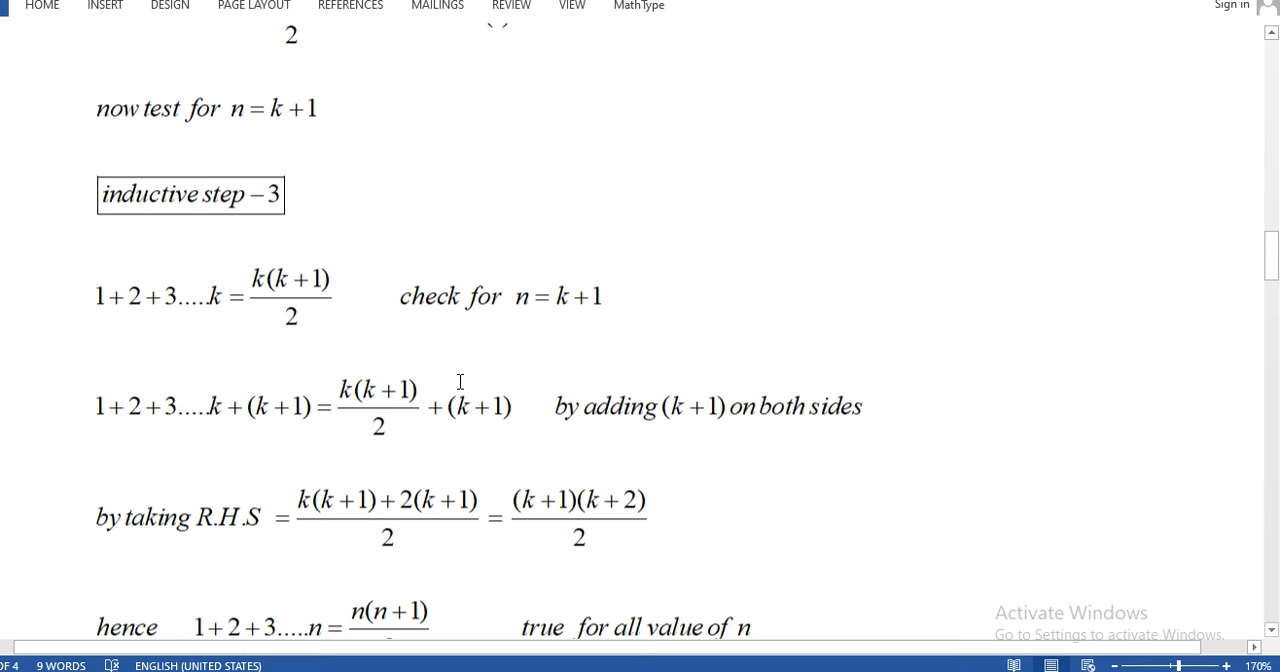 HOME INSERT DESIGN PAGE LAYOUT REFERENCES MAILINGS REVIEW VIEW MathType Sign in
2
now test for n = k + 1
inductive step − 3
1 + 2 + 3.....k = k(k + 1) / 2 check for n = k + 1
1 + 2 + 3.....k + (k + 1) = k(k + 1) / 2 + (k + 1) by adding (k + 1) on both sides
by taking R.H.S = k(k + 1) + 2(k + 1) / 2 = (k + 1)(k + 2) / 2
hence 1 + 2 + 3.....n = n(n + 1) true for all value of n
Activate Windows
Go to Settings to activate Windows.
OF 4 9 WORDS ENGLISH (UNITED STATES) 170%